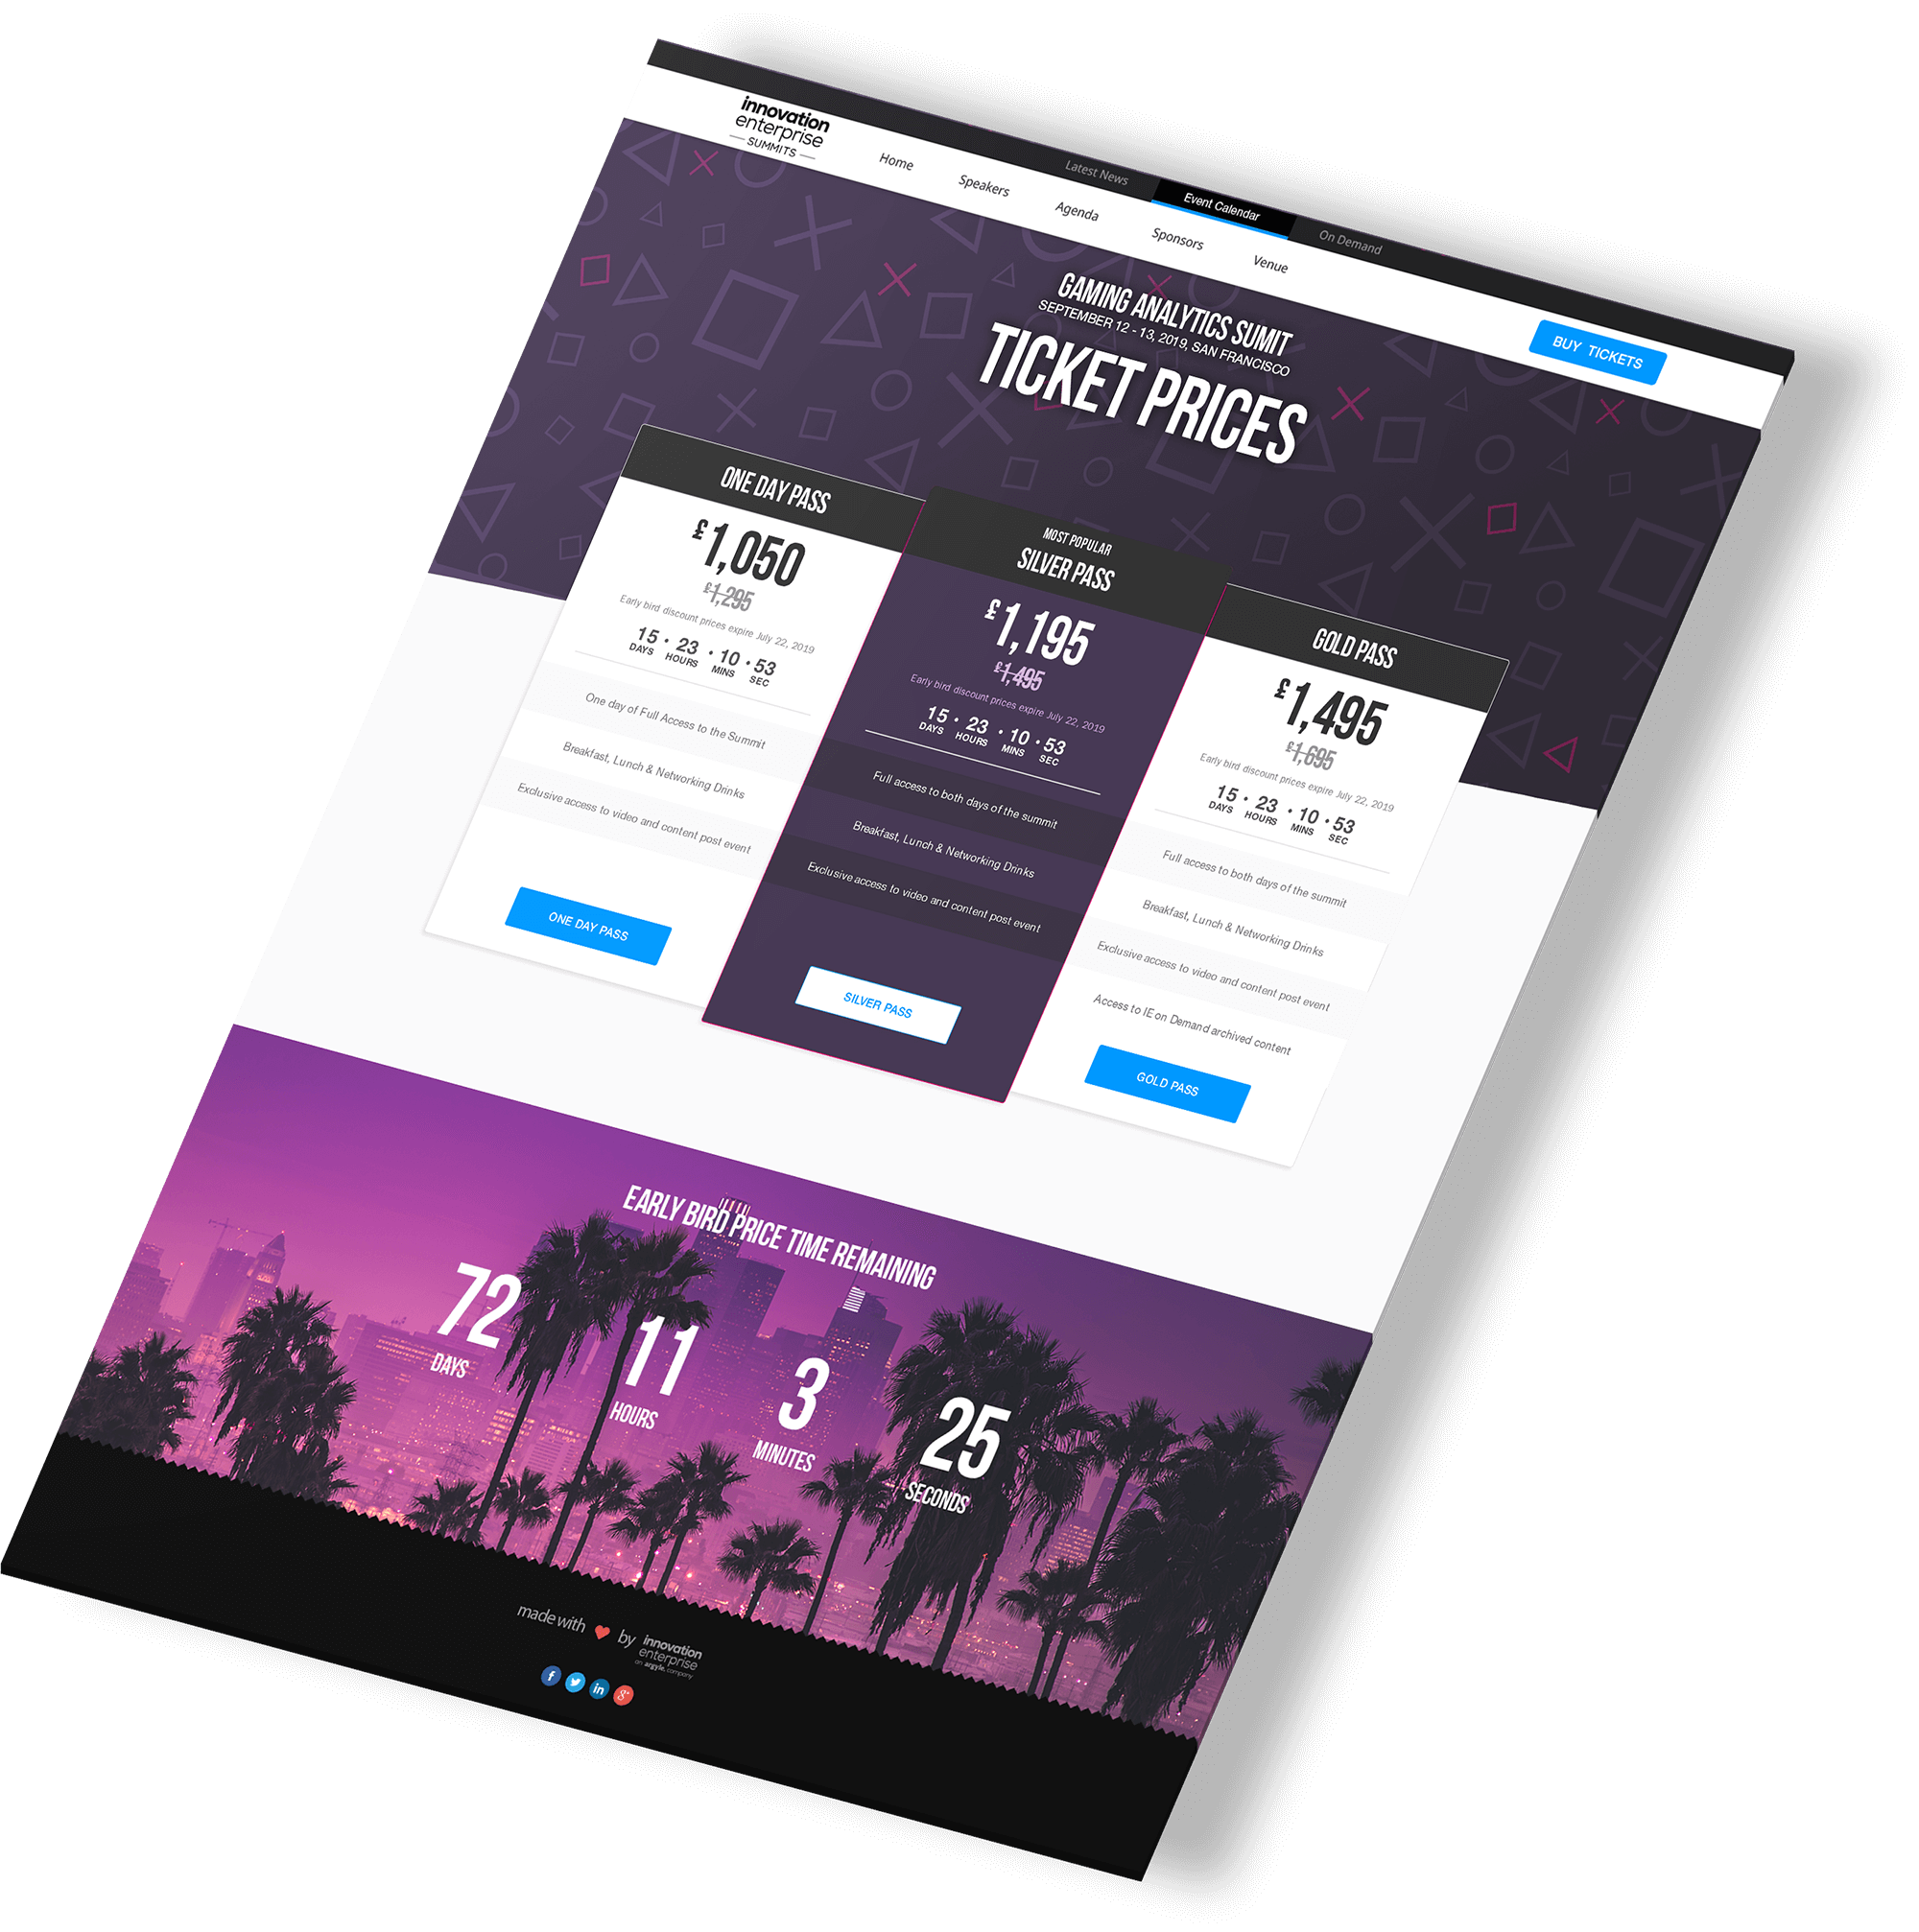 Latest News
Event Calendar
On Demand
innovation
enterprise
SUMMITS
Home
Speakers
Agenda
Sponsors
Venue
BUY TICKETS
GAMING ANALYTICS SUMIT
SEPTEMBER 12 - 13, 2019, SAN FRANCISCO
TICKET PRICES
ONE DAY PASS
£1,050
£1,295
Early bird discount prices expire July 22, 2019
15 · 23 · 10 · 53
DAYS HOURS MINS SEC
One day of Full Access to the Summit
Breakfast, Lunch & Networking Drinks
Exclusive access to video and content post event
ONE DAY PASS
MOST POPULAR
SILVER PASS
£1,195
£1,495
Early bird discount prices expire July 22, 2019
15 · 23 · 10 · 53
DAYS HOURS MINS SEC
Full access to both days of the summit
Breakfast, Lunch & Networking Drinks
Exclusive access to video and content post event
SILVER PASS
GOLD PASS
£1,495
£1,695
Early bird discount prices expire July 22, 2019
15 · 23 · 10 · 53
DAYS HOURS MINS SEC
Full access to both days of the summit
Breakfast, Lunch & Networking Drinks
Exclusive access to video and content post event
Access to IE on Demand archived content
GOLD PASS
EARLY BIRD PRICE TIME REMAINING
72 11 3 25
DAYS HOURS MINUTES SECONDS
made with ❤ by innovation
enterprise
an argyle. company
f in g+